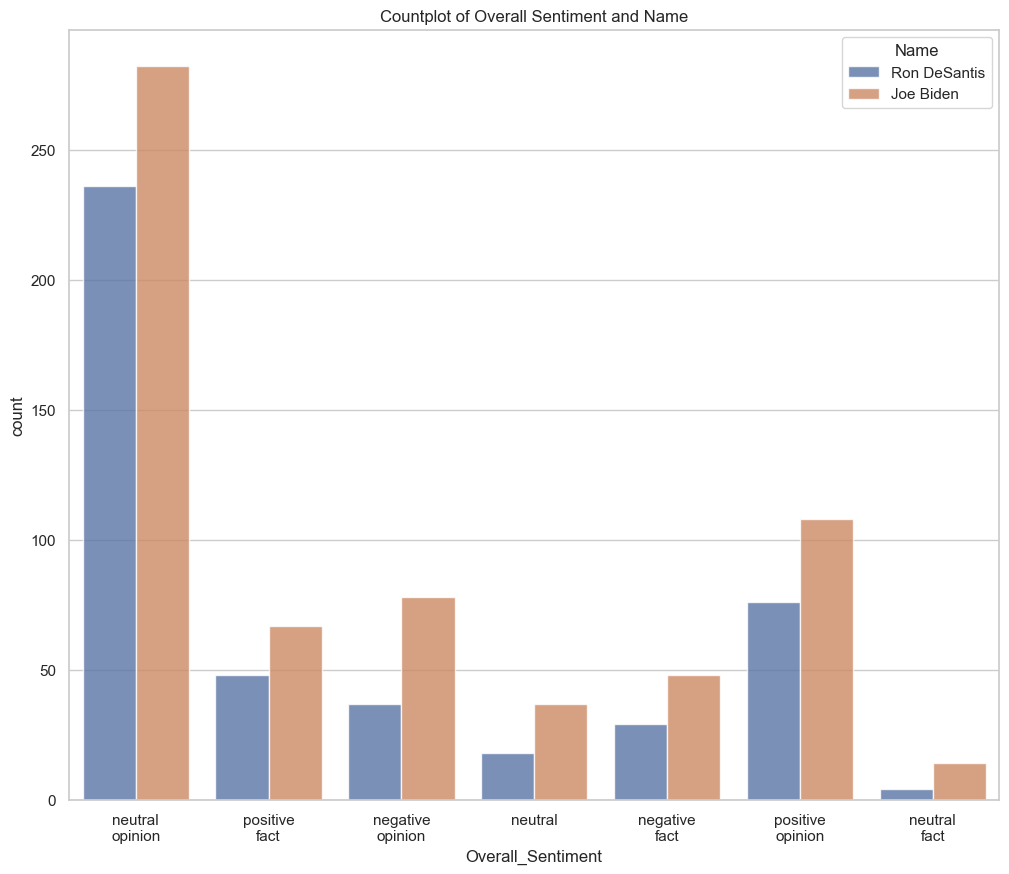 Countplot of Overall Sentiment and Name
Name
Ron DeSantis
Joe Biden
250
200
150
100
50
0
count
neutral
opinion
positive
fact
negative
opinion
neutral
negative
fact
positive
opinion
neutral
fact
Overall_Sentiment